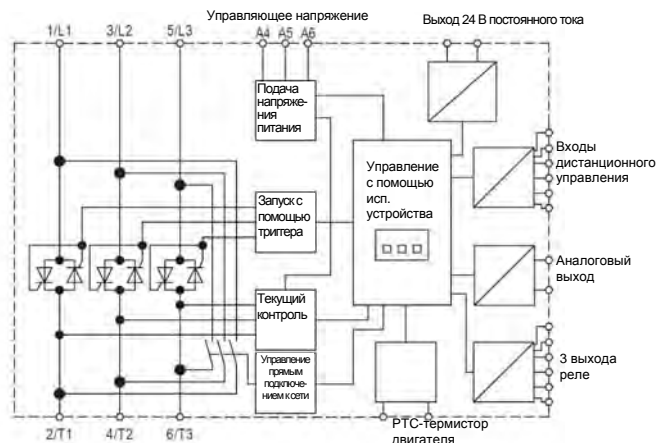 Управляющее напряжение
Выход 24 В постоянного тока
1/L1
3/L2
5/L3
A4
A5
A6
Подача
напряже-
ния
питания
Управление
с помощью
исп.
устройства
Входы
дистанционного
управления
Запуск с
помощью
триггера
Аналоговый
выход
Текущий
контроль
Управление
прямым
подключе-
нием к сети
3 выхода
реле
2/T1
4/T2
6/T3
РТС-термистор
двигателя